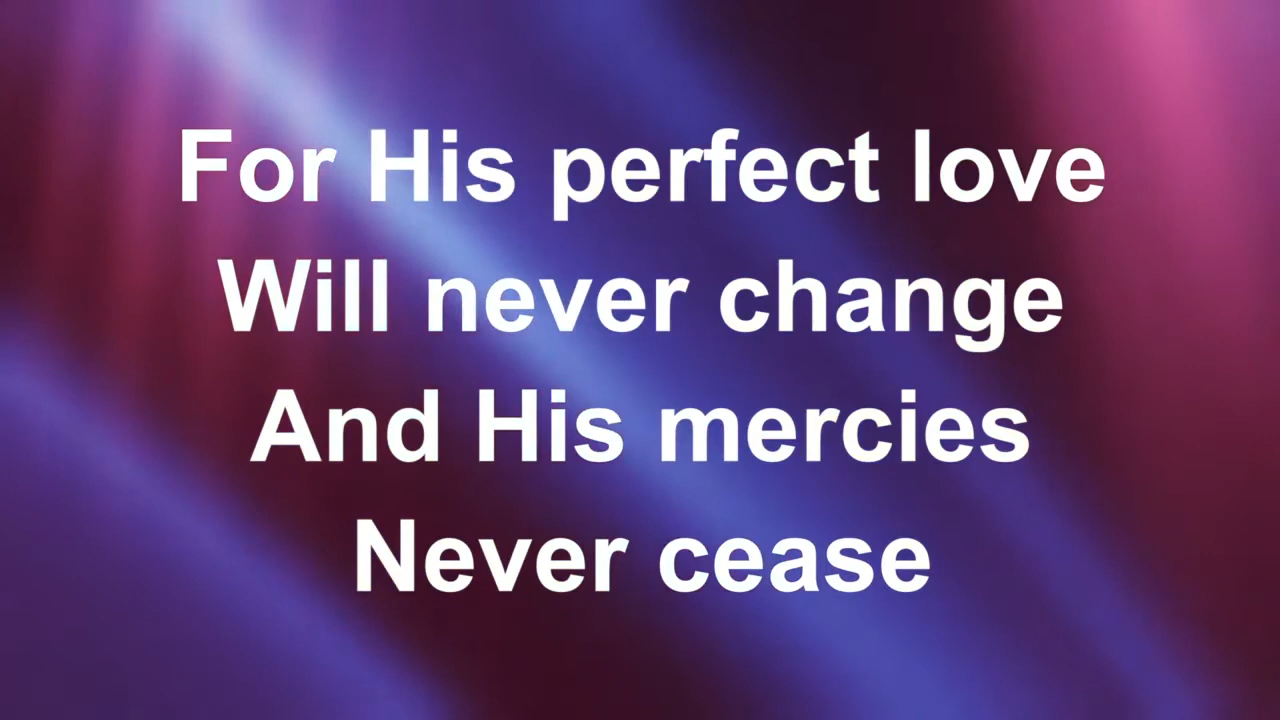 For His perfect love
Will never change
And His mercies
Never cease